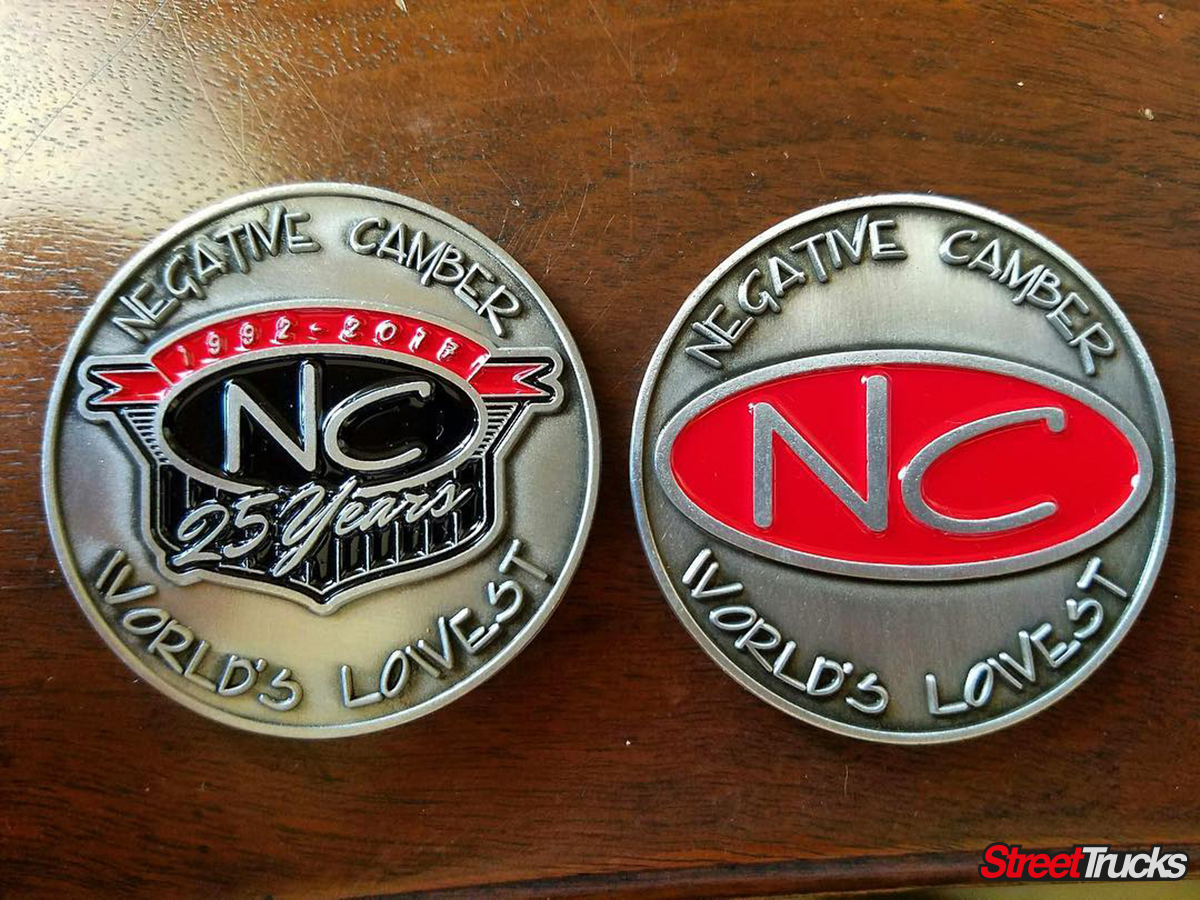 NEGATIVE CAMBER
1992-2017
NC
25 Years
WORLD'S LOWEST
NEGATIVE CAMBER
NC
WORLD'S LOWEST
StreetTrucks